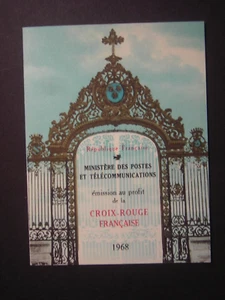 République Française
MINISTÈRE DES POSTES
ET TÉLÉCOMMUNICATIONS
émission au profit
de la
CROIX-ROUGE
FRANÇAISE
1968